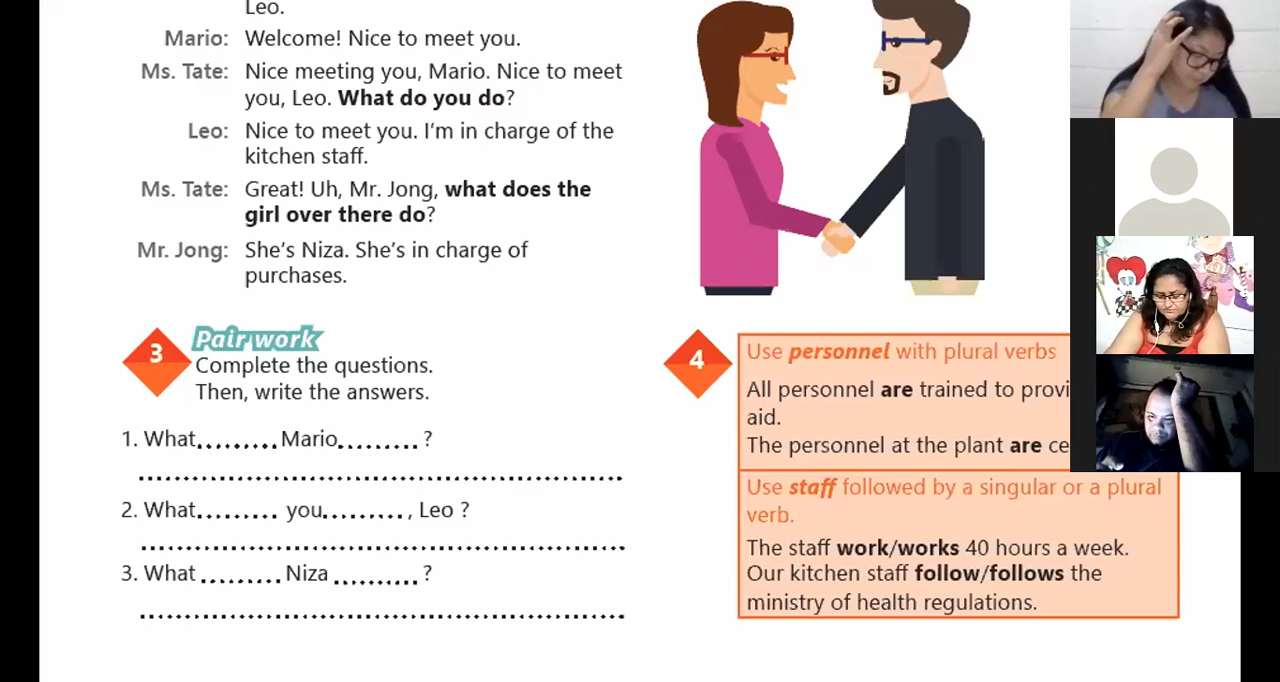 Leo.
Mario: Welcome! Nice to meet you.
Ms. Tate: Nice meeting you, Mario. Nice to meet
you, Leo. What do you do?
Leo: Nice to meet you. I'm in charge of the
kitchen staff.
Ms. Tate: Great! Uh, Mr. Jong, what does the
girl over there do?
Mr. Jong: She's Niza. She's in charge of
purchases.
3
Pair work
Complete the questions.
Then, write the answers.
1. What.........Mario.........?
2. What......... you.........., Leo ?
3. What ......... Niza ..........?
4
Use personnel with plural verbs
All personnel are trained to
aid.
The personnel at the plant are
Use staff followed by a singular or a plural
verb.
The staff work/works 40 hours a week.
Our kitchen staff follow/follows the
ministry of health regulations.